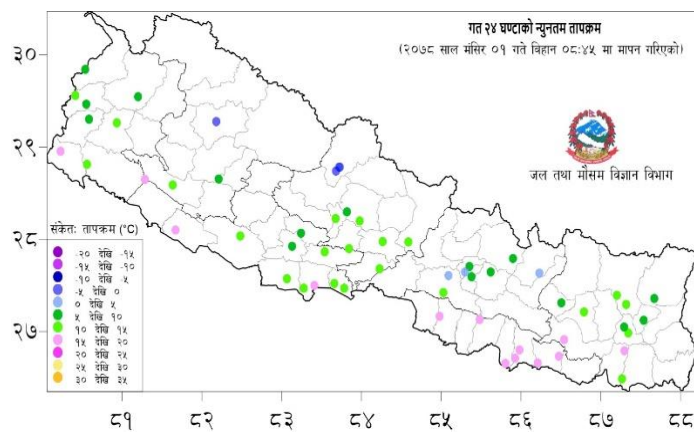 गत २४ घण्टाको न्युनतम तापक्रम
(२०७८ साल मंसिर ०१ गते बिहान ०८:४५ मा मापन गरिएको)
जल तथा मौसम विज्ञान विभाग
३०
२९
२८
२७
संकेतः तापक्रम (°C)
-२० देखि -१५
-१५ देखि -१०
-१० देखि -५
-५ देखि ०
० देखि ५
५ देखि १०
१० देखि १५
१५ देखि २०
२० देखि २५
२५ देखि ३०
३० देखि ३५
८१ ८२ ८३ ८४ ८५ ८६ ८७ ८८